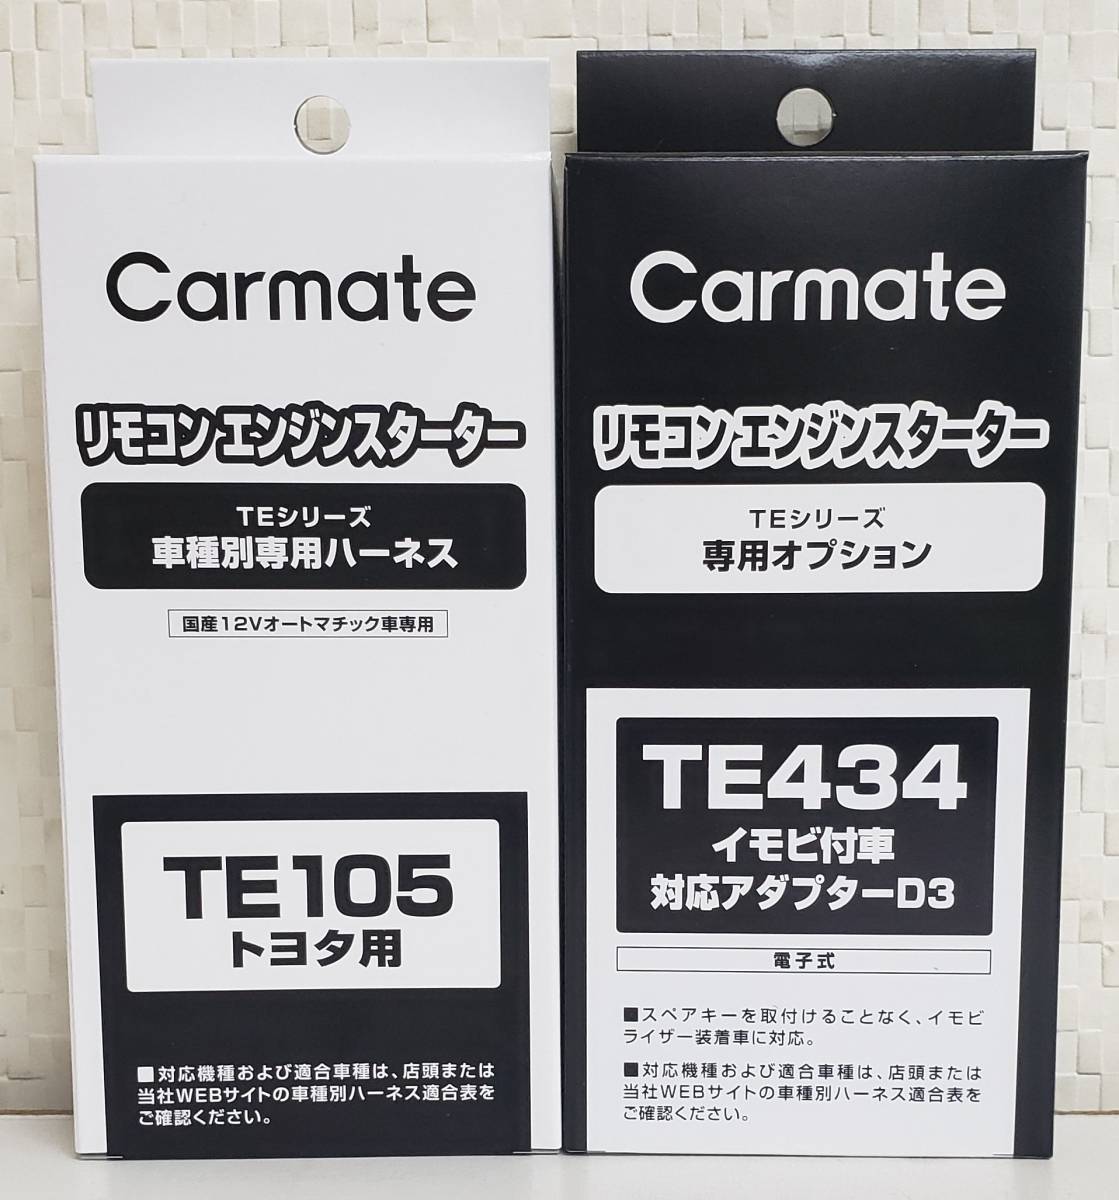 Carmate
リモコン エンジンスターター
TEシリーズ
車種別専用ハーネス
国産12Vオートマチック車専用
TE105
トヨタ用
■対応機種および適合車種は、店頭または
当社WEBサイトの車種別ハーネス適合表を
ご確認ください。
Carmate
リモコン エンジンスターター
TEシリーズ
専用オプション
TE434
イモビ付車
対応アダプターD3
電子式
■スペアキーを取付けることなく、イモビ
ライザー装着車に対応。
■対応機種および適合車種は、店頭または
当社WEBサイトの車種別ハーネス適合表を
ご確認ください。